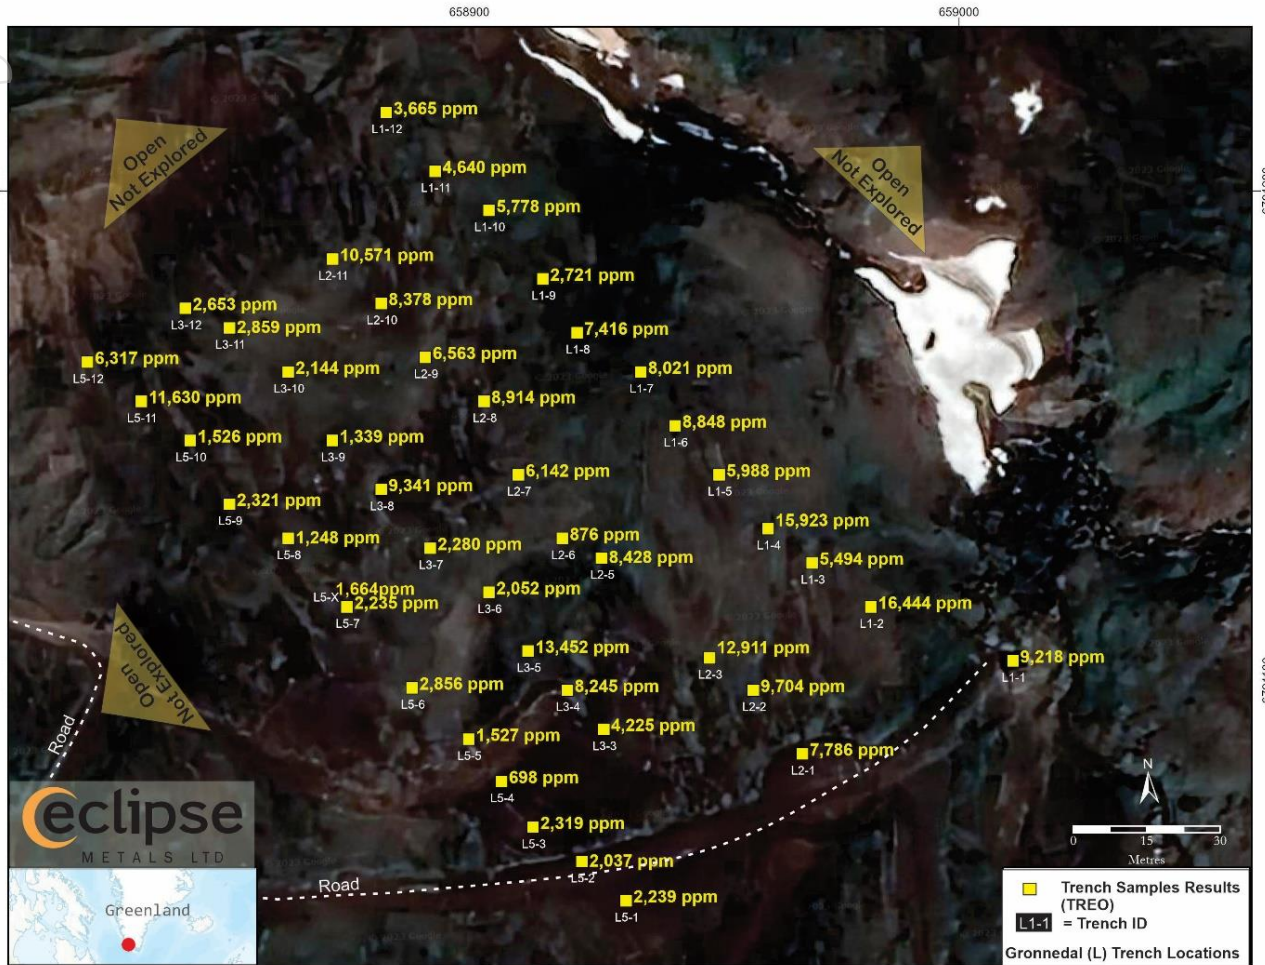 658900
659000
3,665 ppm
L1-12
4,640 ppm
L1-11
5,778 ppm
L1-10
Open
Not Explored
Open
Not Explored
10,571 ppm
L2-11
2,721 ppm
L1-9
2,653 ppm
L3-12
8,378 ppm
L2-10
2,859 ppm
L3-11
7,416 ppm
L1-8
6,317 ppm
L5-12
2,144 ppm
L3-10
6,563 ppm
L2-9
8,021 ppm
L1-7
11,630 ppm
L5-11
8,914 ppm
L2-8
8,848 ppm
L1-6
1,526 ppm
L5-10
1,339 ppm
L3-9
6,142 ppm
L2-7
5,988 ppm
L1-5
2,321 ppm
L5-9
9,341 ppm
L3-8
15,923 ppm
L1-4
1,248 ppm
L5-8
2,280 ppm
L3-7
876 ppm
L2-6
8,428 ppm
L2-5
5,494 ppm
L1-3
1,664ppm
L5-X
2,235 ppm
L5-7
2,052 ppm
L3-6
16,444 ppm
L1-2
13,452 ppm
L3-5
12,911 ppm
L2-3
9,218 ppm
L1-1
Open
Not Explored
2,856 ppm
L5-6
8,245 ppm
L3-4
9,704 ppm
L2-2
1,527 ppm
L5-5
4,225 ppm
L3-3
7,786 ppm
L2-1
Road
698 ppm
L5-4
2,319 ppm
L5-3
2,037 ppm
L5-2
Road
2,239 ppm
L5-1
N
0 15 30
Metres
eclipse
METALS LTD
Greenland
Trench Samples Results
(TREO)
L1-1 = Trench ID
Gronnedal (L) Trench Locations